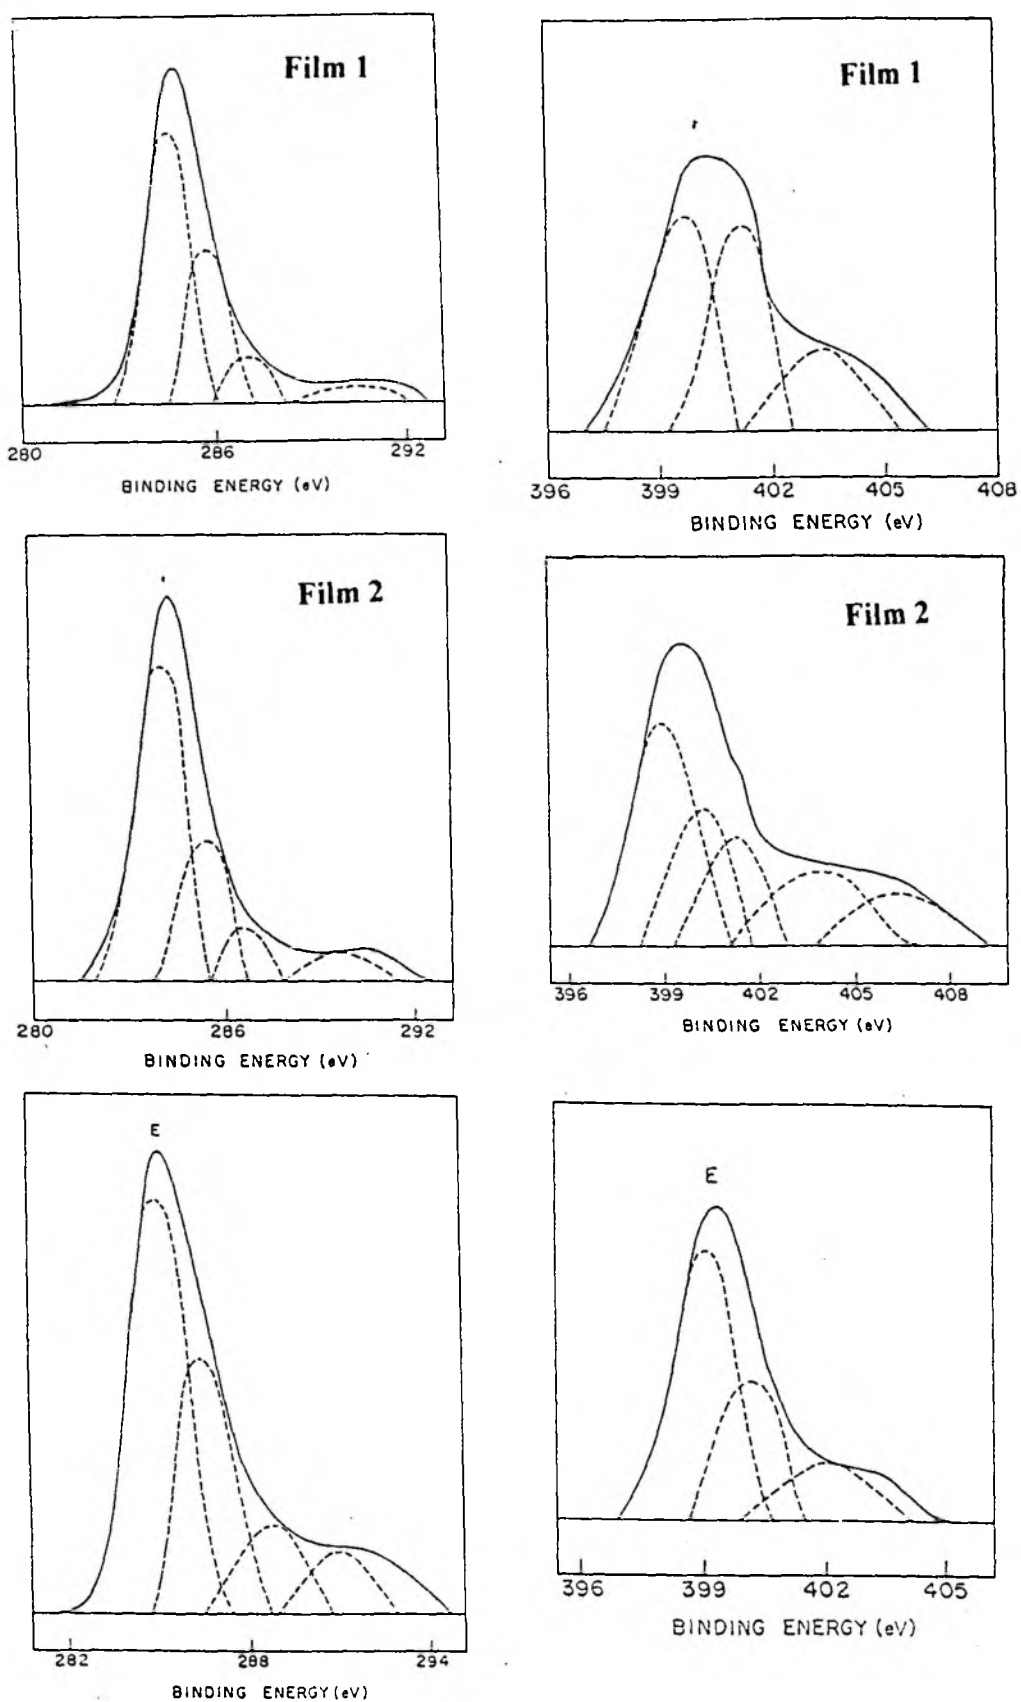 Film 1
280 286 292
BINDING ENERGY (eV)
Film 1
396 399 402 405 408
BINDING ENERGY (eV)
Film 2
280 286 292
BINDING ENERGY (eV)
Film 2
396 399 402 405 408
BINDING ENERGY (eV)
E
282 288 294
BINDING ENERGY (eV)
E
396 399 402 405
BINDING ENERGY (eV)